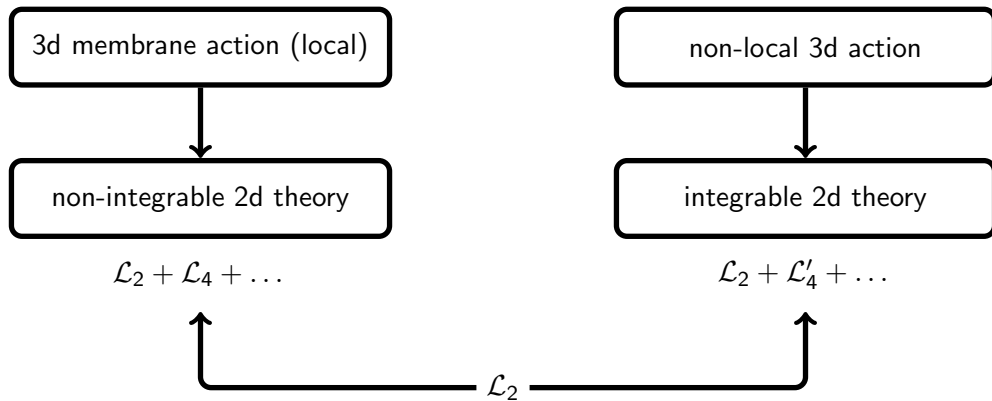 3d membrane action (local)
non-local 3d action
non-integrable 2d theory
integrable 2d theory
ℒ₂ + ℒ₄ + …
ℒ₂ + ℒ′₄ + …
ℒ₂